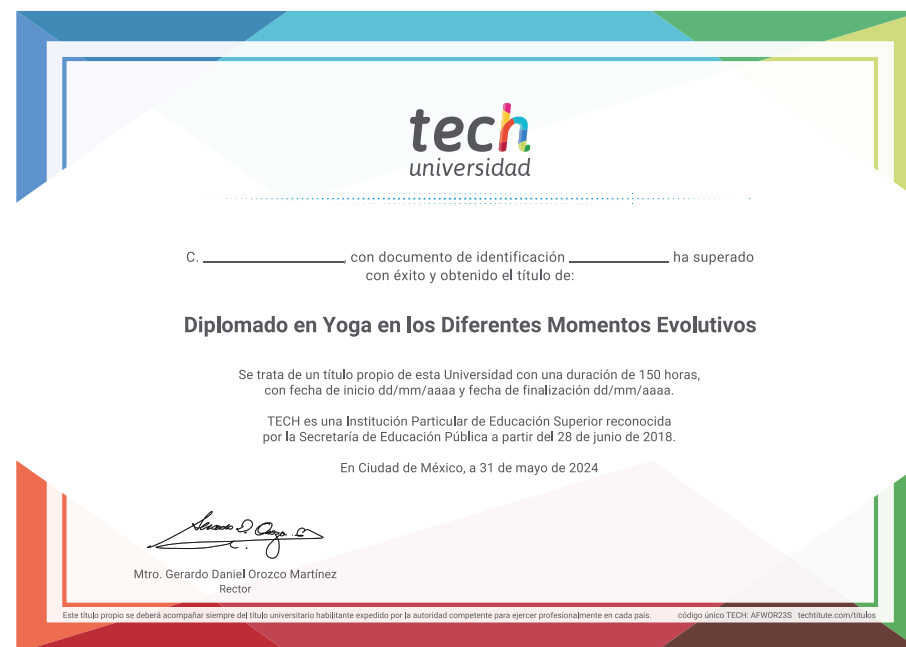 tech
universidad
C. ____________, con documento de identificación ____________ ha superado
con éxito y obtenido el título de:
Diplomado en Yoga en los Diferentes Momentos Evolutivos
Se trata de un título propio de esta Universidad con una duración de 150 horas,
con fecha de inicio dd/mm/aaaa y fecha de finalización dd/mm/aaaa.
TECH es una Institución Particular de Educación Superior reconocida
por la Secretaría de Educación Pública a partir del 28 de junio de 2018.
En Ciudad de México, a 31 de mayo de 2024
Mtro. Gerardo Daniel Orozco Martínez
Rector
Este título propio se deberá acompañar siempre del título universitario habilitante expedido por la autoridad competente para ejercer profesionalmente en cada país. código único TECH: AFWOR23S techtitute.com/titulos